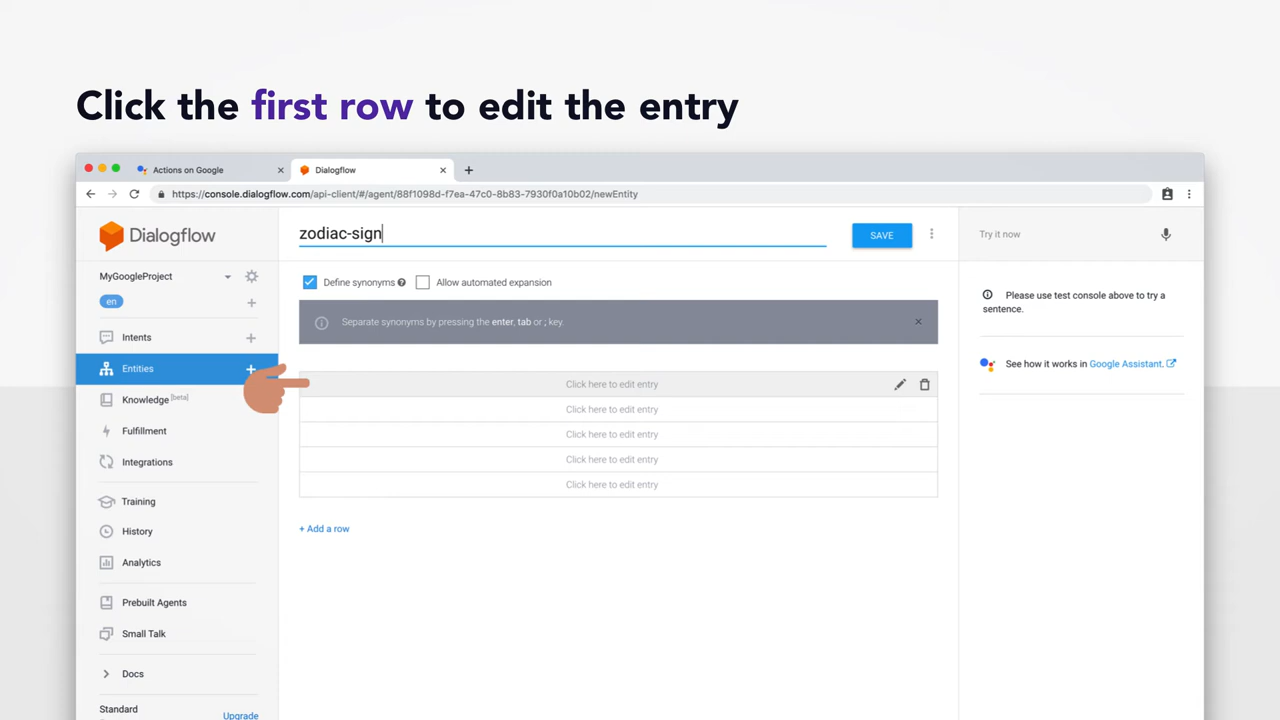 Click the first row to edit the entry
Actions on Google
Dialogflow
https://console.dialogflow.com/api-client/#/agent/88f1098d-f7ea-47c0-8b83-7930f0a10b02/newEntity
Dialogflow
zodiac-sign
SAVE
Try it now
MyGoogleProject
en
Define synonyms
Allow automated expansion
Please use test console above to try a
sentence.
Separate synonyms by pressing the enter, tab or ; key.
Intents
Entities
See how it works in Google Assistant.
Click here to edit entry
Knowledge [beta]
Click here to edit entry
Fulfillment
Click here to edit entry
Integrations
Click here to edit entry
Click here to edit entry
Training
+ Add a row
History
Analytics
Prebuilt Agents
Small Talk
Docs
Standard
Upgrade